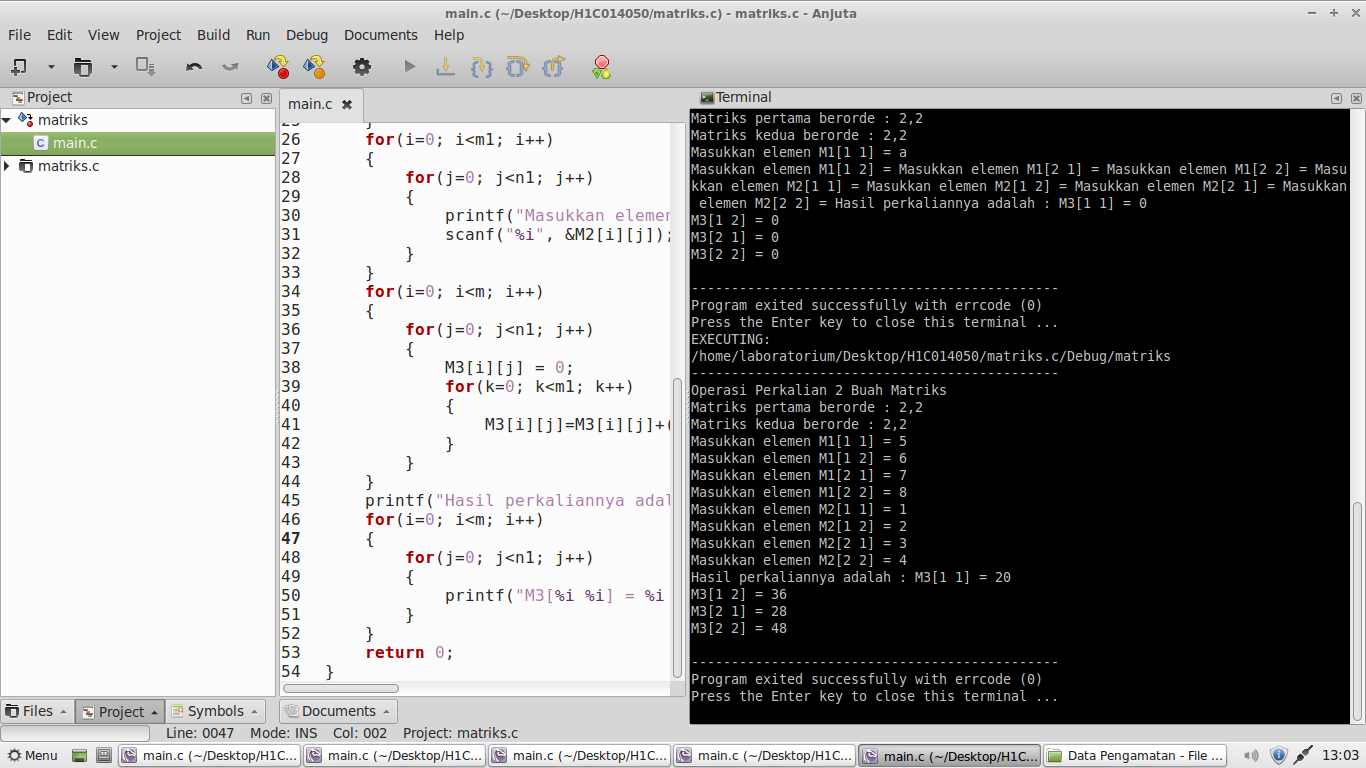 main.c (~/Desktop/H1C014050/matriks.c) - matriks.c - Anjuta
File Edit View Project Build Run Debug Documents Help
Project
matriks
main.c
matriks.c
main.c
26 for(i=0; i<m1; i++)
27 {
28 for(j=0; j<n1; j++)
29 {
30 printf("Masukkan elemen
31 scanf("%i", &M2[i][j]);
32 }
33 }
34 for(i=0; i<m; i++)
35 {
36 for(j=0; j<n1; j++)
37 {
38 M3[i][j] = 0;
39 for(k=0; k<m1; k++)
40 {
41 M3[i][j]=M3[i][j]+(
42 }
43 }
44 }
45 printf("Hasil perkaliannya adal
46 for(i=0; i<m; i++)
47 {
48 for(j=0; j<n1; j++)
49 {
50 printf("M3[%i %i] = %i
51 }
52 }
53 return 0;
54 }
Terminal
Matriks pertama berorde : 2,2
Matriks kedua berorde : 2,2
Masukkan elemen M1[1 1] = a
Masukkan elemen M1[1 2] = Masukkan elemen M1[2 1] = Masukkan elemen M1[2 2] = Masu
kkan elemen M2[1 1] = Masukkan elemen M2[1 2] = Masukkan elemen M2[2 1] = Masukkan
elemen M2[2 2] = Hasil perkaliannya adalah : M3[1 1] = 0
M3[1 2] = 0
M3[2 1] = 0
M3[2 2] = 0
----------------------------------------------
Program exited successfully with errcode (0)
Press the Enter key to close this terminal ...
EXECUTING:
/home/laboratorium/Desktop/H1C014050/matriks.c/Debug/matriks
----------------------------------------------
Operasi Perkalian 2 Buah Matriks
Matriks pertama berorde : 2,2
Matriks kedua berorde : 2,2
Masukkan elemen M1[1 1] = 5
Masukkan elemen M1[1 2] = 6
Masukkan elemen M1[2 1] = 7
Masukkan elemen M1[2 2] = 8
Masukkan elemen M2[1 1] = 1
Masukkan elemen M2[1 2] = 2
Masukkan elemen M2[2 1] = 3
Masukkan elemen M2[2 2] = 4
Hasil perkaliannya adalah : M3[1 1] = 20
M3[1 2] = 36
M3[2 1] = 28
M3[2 2] = 48
----------------------------------------------
Program exited successfully with errcode (0)
Press the Enter key to close this terminal ...
Files Project Symbols Documents
Line: 0047 Mode: INS Col: 002 Project: matriks.c
Menu main.c (~/Desktop/H1C... main.c (~/Desktop/H1C... main.c (~/Desktop/H1C... main.c (~/Desktop/H1C... main.c (~/Desktop/H1C... Data Pengamatan - File ... 13:03